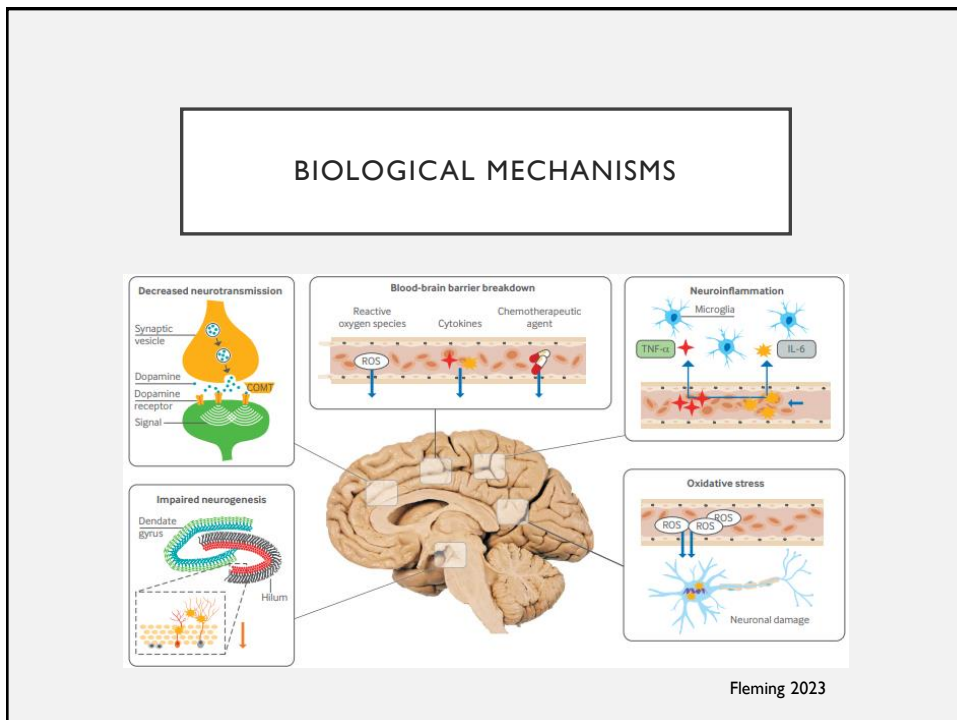 BIOLOGICAL MECHANISMS
Decreased neurotransmission
Synaptic
vesicle
Dopamine
COMT
Dopamine
receptor
Signal
Blood-brain barrier breakdown
Reactive
oxygen species
Cytokines
Chemotherapeutic
agent
ROS
Neuroinflammation
Microglia
TNF-α
IL-6
Impaired neurogenesis
Dendate
gyrus
Hilum
Oxidative stress
ROS
ROS
ROS
Neuronal damage
Fleming 2023